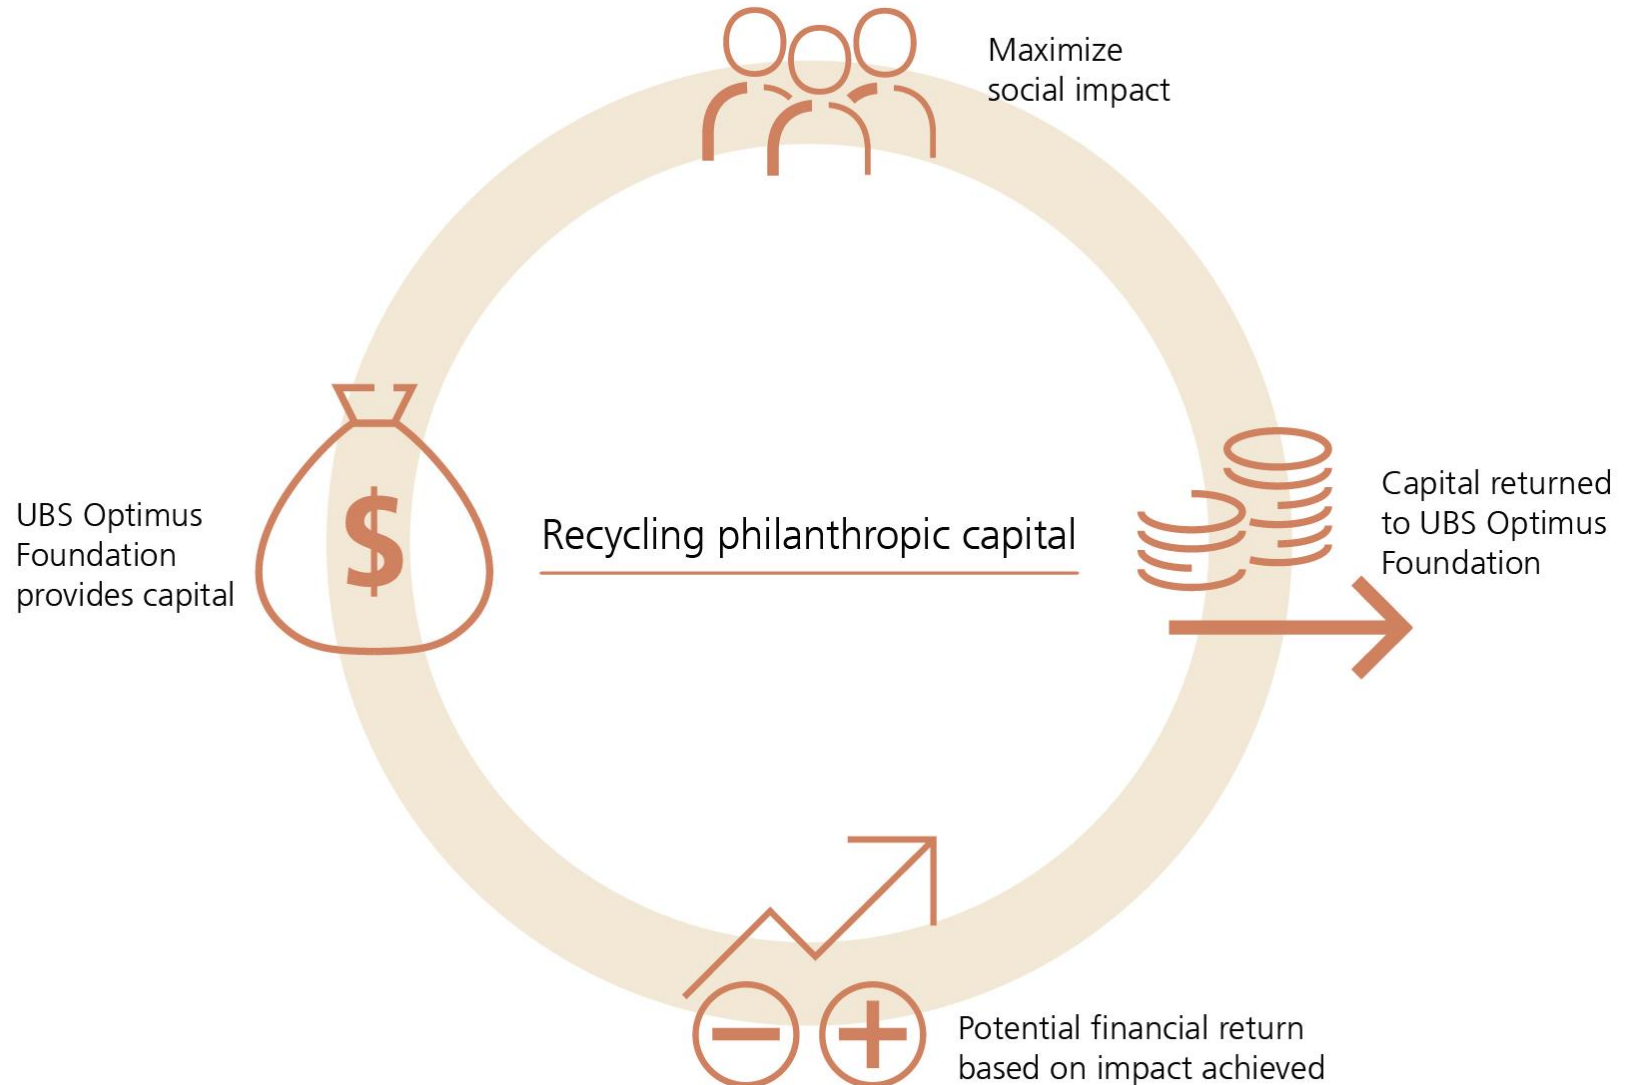 Maximize
social impact
Capital returned
to UBS Optimus
Foundation
UBS Optimus
Foundation
provides capital
$
Recycling philanthropic capital
Potential financial return
based on impact achieved